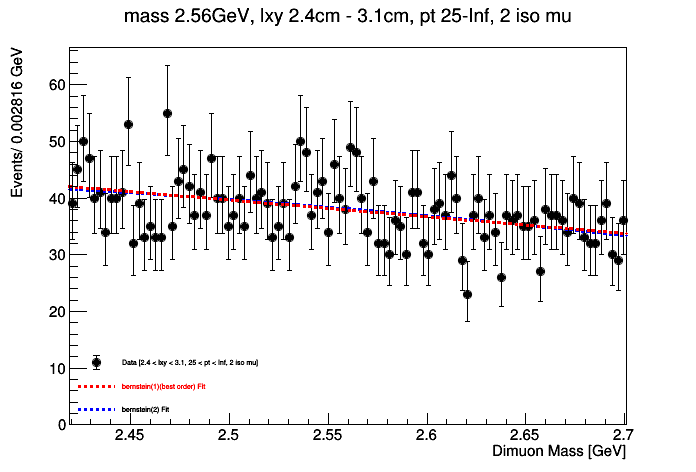 mass 2.56GeV, lxy 2.4cm - 3.1cm, pt 25-Inf, 2 iso mu
Events/ 0.002816 GeV
60
50
40
30
20
10
0
Data [2.4 < lxy < 3.1, 25 < pt < Inf, 2 iso mu]
bernstein(1)(best order) Fit
bernstein(2) Fit
2.45 2.5 2.55 2.6 2.65 2.7
Dimuon Mass [GeV]